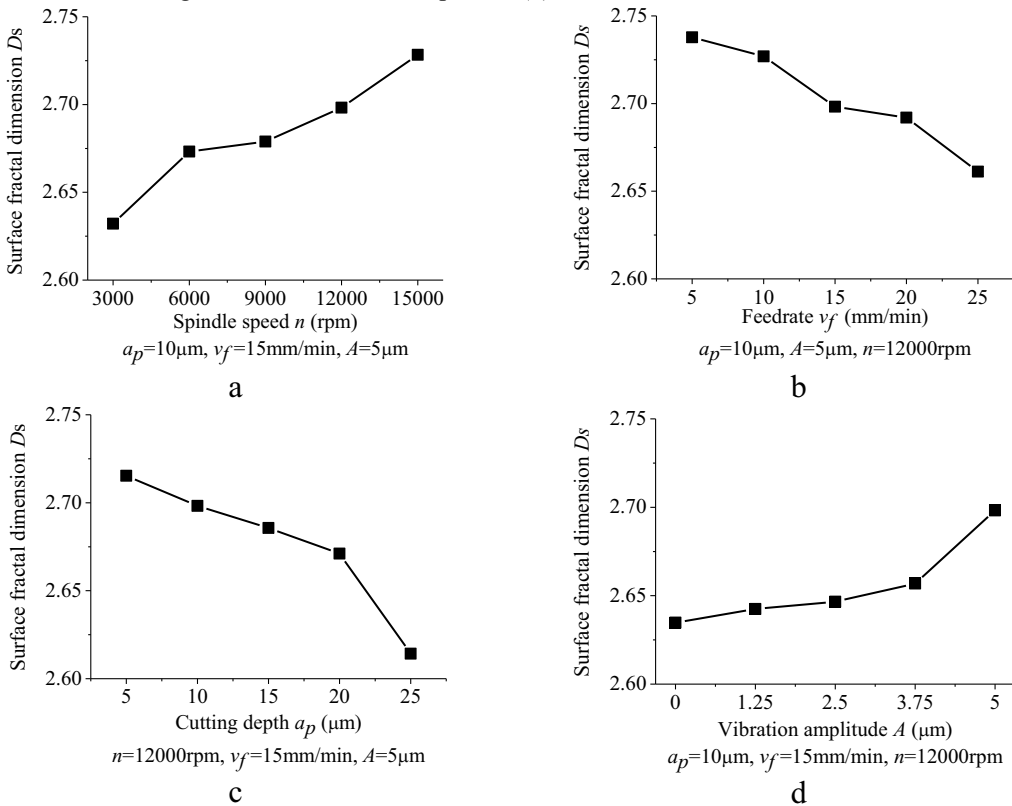 2.75
2.70
2.65
2.60
Surface fractal dimension Ds
3000 6000 9000 12000 15000
Spindle speed n (rpm)
ap=10μm, vf=15mm/min, A=5μm
a
2.75
2.70
2.65
2.60
Surface fractal dimension Ds
5 10 15 20 25
Feedrate vf (mm/min)
ap=10μm, A=5μm, n=12000rpm
b
2.75
2.70
2.65
2.60
Surface fractal dimension Ds
5 10 15 20 25
Cutting depth ap (μm)
n=12000rpm, vf=15mm/min, A=5μm
c
2.75
2.70
2.65
2.60
Surface fractal dimension Ds
0 1.25 2.5 3.75 5
Vibration amplitude A (μm)
ap=10μm, vf=15mm/min, n=12000rpm
d